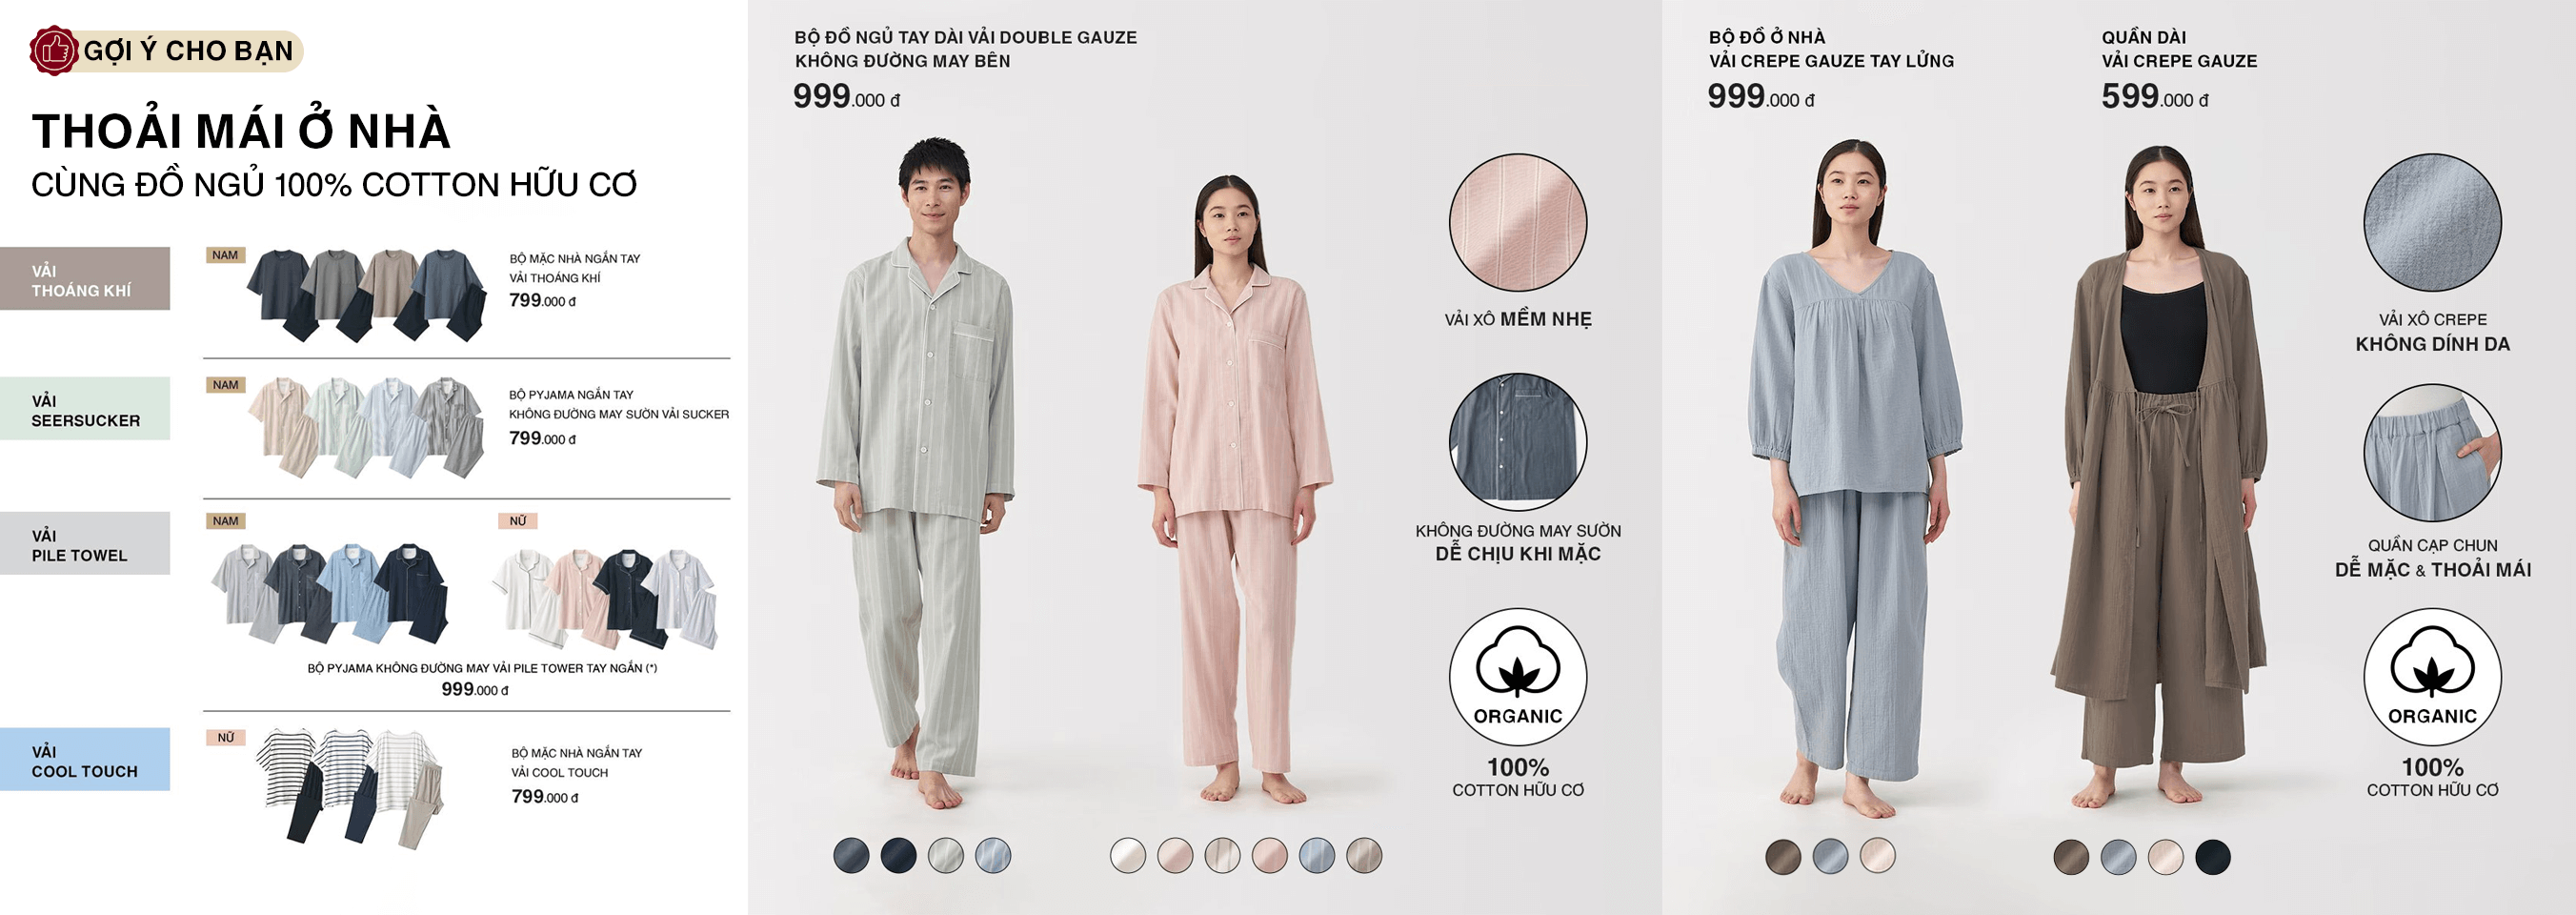 GỢI Ý CHO BẠN
THOẢI MÁI Ở NHÀ
CÙNG ĐỒ NGỦ 100% COTTON HỮU CƠ
VẢI
THOÁNG KHÍ
NAM
BỘ MẶC NHÀ NGẮN TAY
VẢI THOÁNG KHÍ
799.000 đ
VẢI
SEERSUCKER
NAM
BỘ PYJAMA NGẮN TAY
KHÔNG ĐƯỜNG MAY SƯỜN VẢI SUCKER
799.000 đ
VẢI
PILE TOWEL
NAM
NỮ
BỘ PYJAMA KHÔNG ĐƯỜNG MAY VẢI PILE TOWER TAY NGẮN (*)
999.000 đ
VẢI
COOL TOUCH
NỮ
BỘ MẶC NHÀ NGẮN TAY
VẢI COOL TOUCH
799.000 đ
BỘ ĐỒ NGỦ TAY DÀI VẢI DOUBLE GAUZE
KHÔNG ĐƯỜNG MAY BÊN
999.000 đ
VẢI XÔ MỀM NHẸ
KHÔNG ĐƯỜNG MAY SƯỜN
DỄ CHỊU KHI MẶC
ORGANIC
100%
COTTON HỮU CƠ
BỘ ĐỒ Ở NHÀ
VẢI CREPE GAUZE TAY LỬNG
999.000 đ
QUẦN DÀI
VẢI CREPE GAUZE
599.000 đ
VẢI XÔ CREPE
KHÔNG DÍNH DA
QUẦN CẠP CHUN
DỄ MẶC & THOẢI MÁI
ORGANIC
100%
COTTON HỮU CƠ